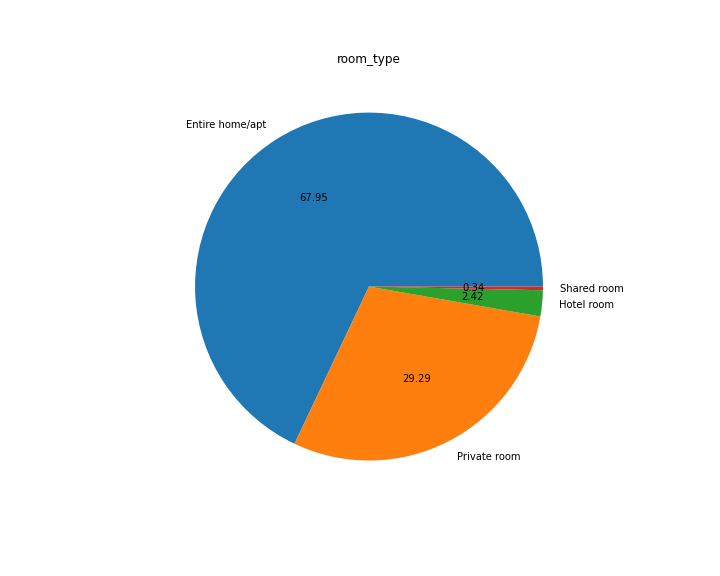 room_type
Entire home/apt
67.95
0.34
Shared room
2.42
Hotel room
29.29
Private room